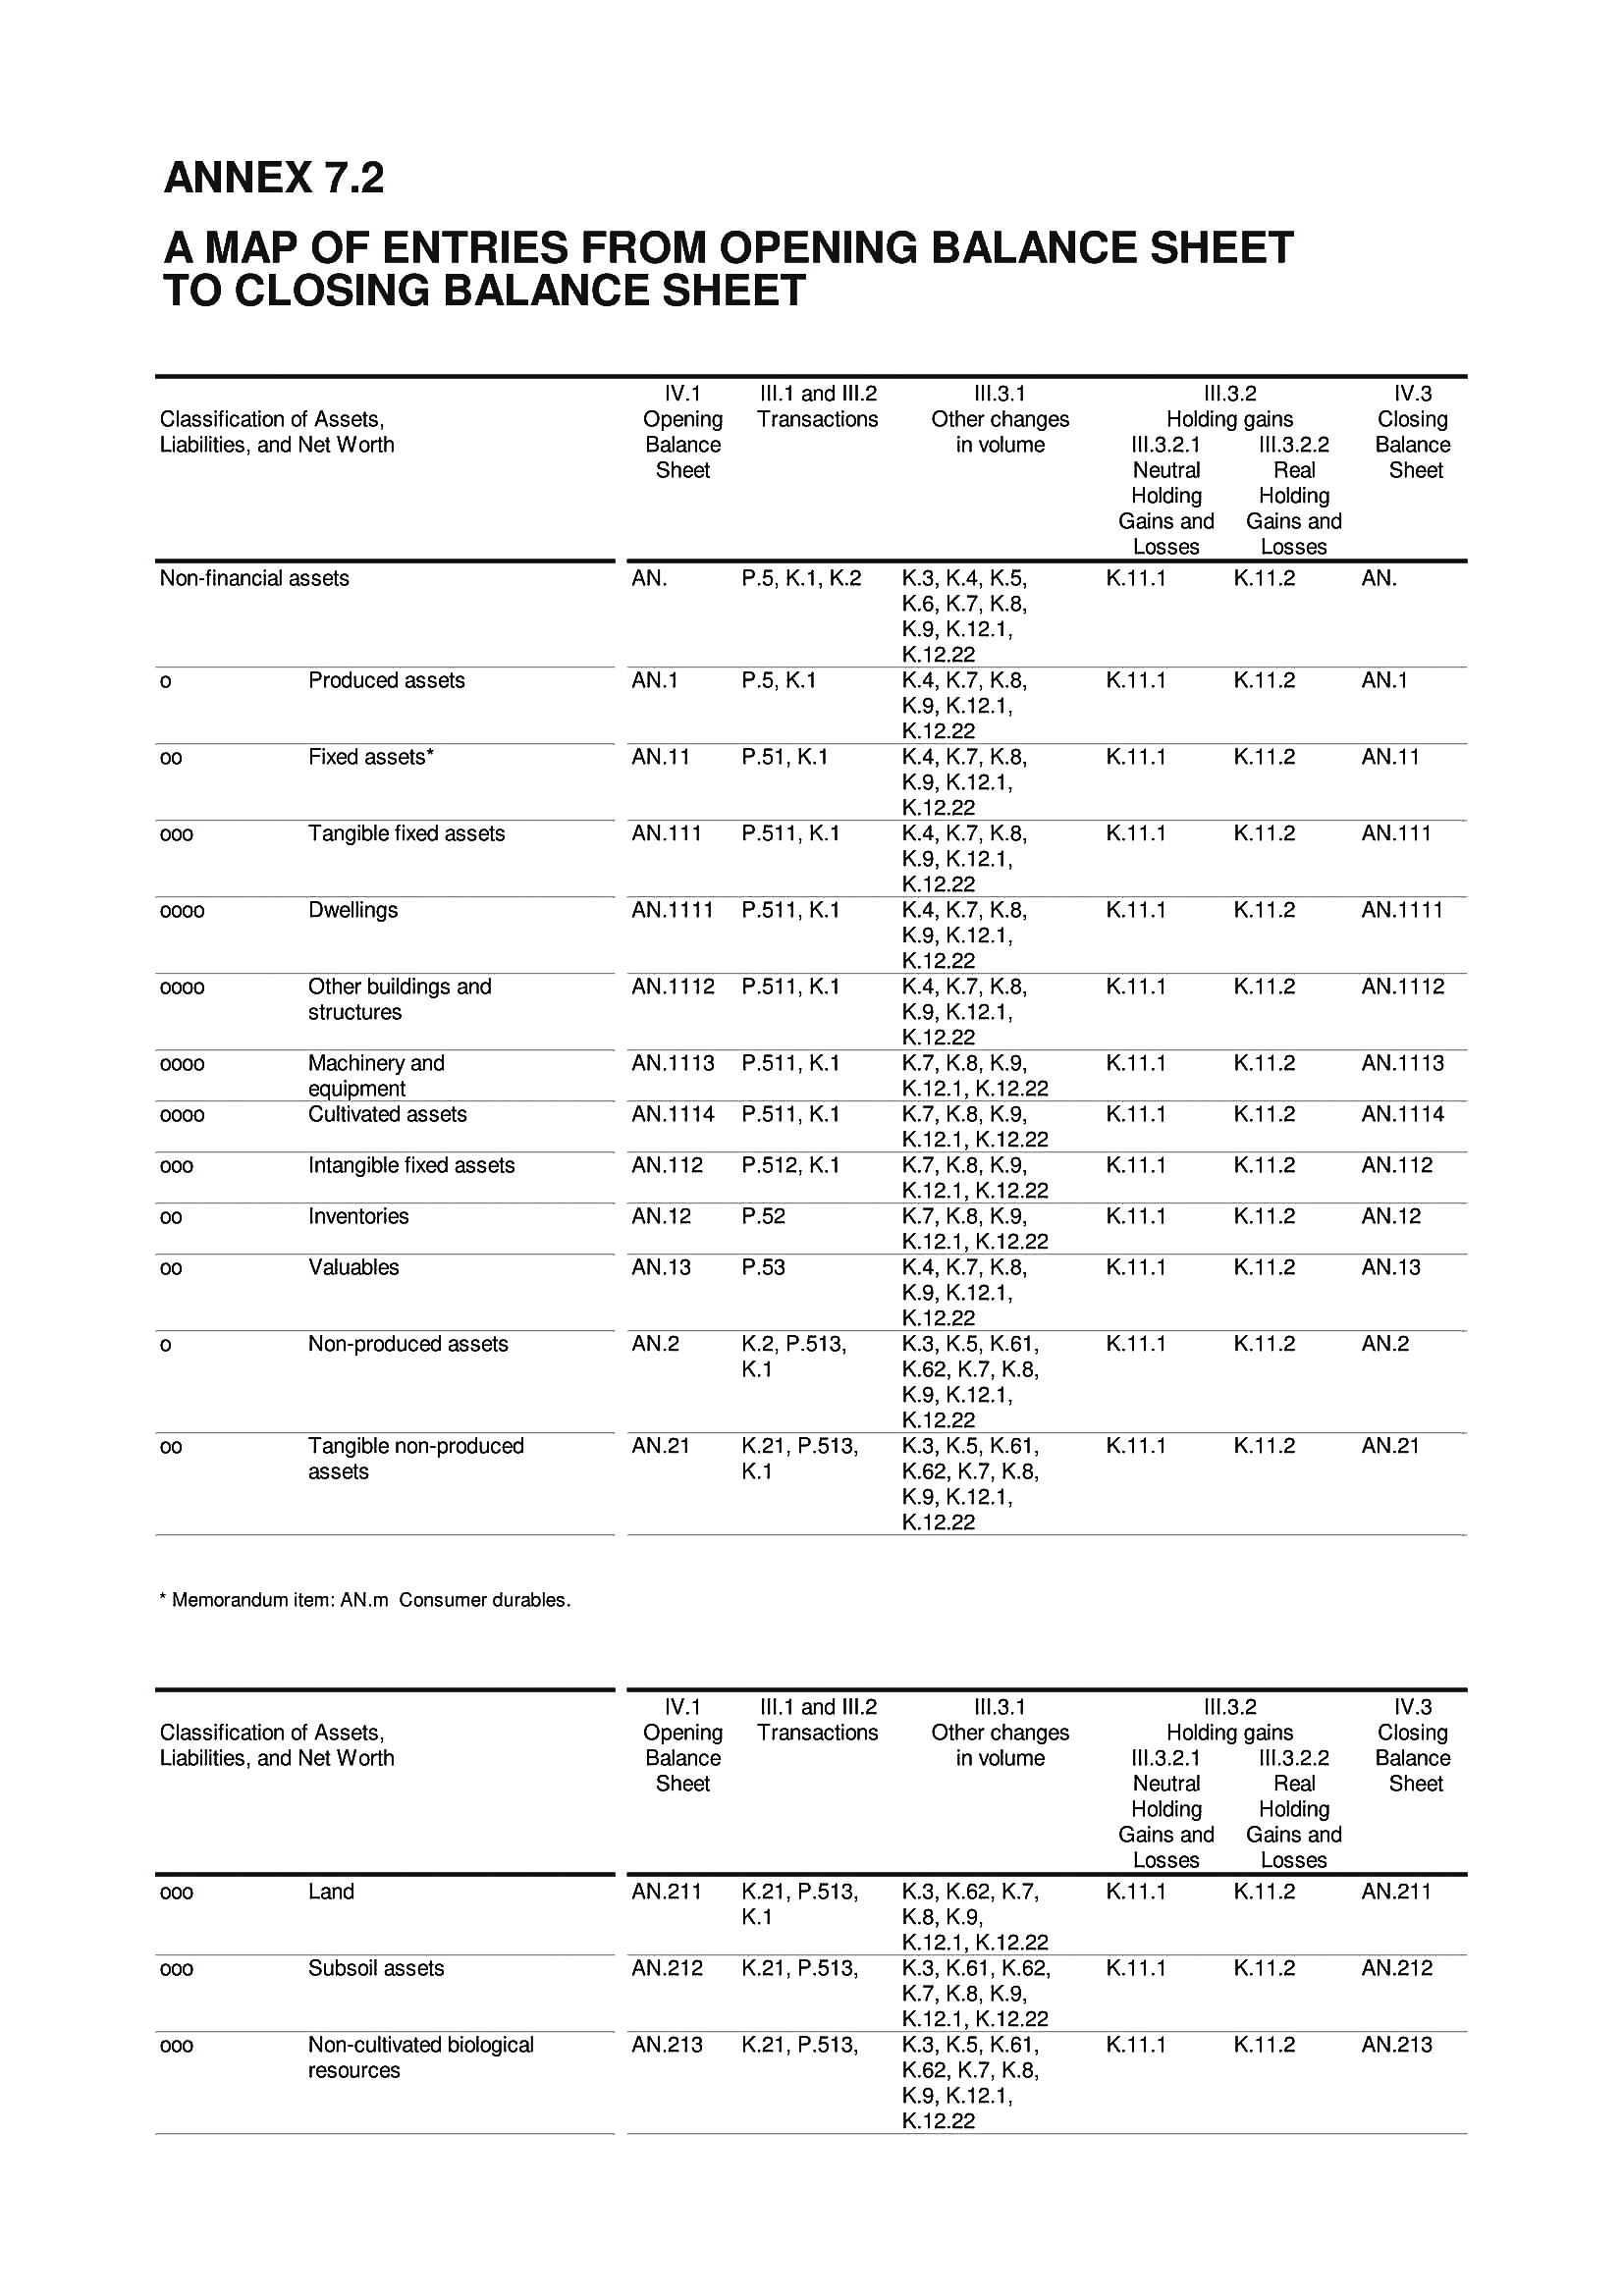 ANNEX 7.2
A MAP OF ENTRIES FROM OPENING BALANCE SHEET
TO CLOSING BALANCE SHEET
IV.1 III.1 and III.2 III.3.1 III.3.2 IV.3
Classification of Assets, Opening Transactions Other changes Holding gains Closing
Liabilities, and Net Worth Balance in volume III.3.2.1 III.3.2.2 Balance
Sheet Neutral Real Sheet
Holding Holding
Gains and Gains and
Losses Losses
Non-financial assets AN. P.5, K.1, K.2 K.3, K.4, K.5, K.11.1 K.11.2 AN.
K.6, K.7, K.8,
K.9, K.12.1,
K.12.22
o Produced assets AN.1 P.5, K.1 K.4, K.7, K.8, K.11.1 K.11.2 AN.1
K.9, K.12.1,
K.12.22
oo Fixed assets* AN.11 P.51, K.1 K.4, K.7, K.8, K.11.1 K.11.2 AN.11
K.9, K.12.1,
K.12.22
ooo Tangible fixed assets AN.111 P.511, K.1 K.4, K.7, K.8, K.11.1 K.11.2 AN.111
K.9, K.12.1,
K.12.22
oooo Dwellings AN.1111 P.511, K.1 K.4, K.7, K.8, K.11.1 K.11.2 AN.1111
K.9, K.12.1,
K.12.22
oooo Other buildings and AN.1112 P.511, K.1 K.4, K.7, K.8, K.11.1 K.11.2 AN.1112
structures K.9, K.12.1,
K.12.22
oooo Machinery and AN.1113 P.511, K.1 K.7, K.8, K.9, K.11.1 K.11.2 AN.1113
equipment K.12.1, K.12.22
oooo Cultivated assets AN.1114 P.511, K.1 K.7, K.8, K.9, K.11.1 K.11.2 AN.1114
K.12.1, K.12.22
ooo Intangible fixed assets AN.112 P.512, K.1 K.7, K.8, K.9, K.11.1 K.11.2 AN.112
K.12.1, K.12.22
oo Inventories AN.12 P.52 K.7, K.8, K.9, K.11.1 K.11.2 AN.12
K.12.1, K.12.22
oo Valuables AN.13 P.53 K.4, K.7, K.8, K.11.1 K.11.2 AN.13
K.9, K.12.1,
K.12.22
o Non-produced assets AN.2 K.2, P.513, K.3, K.5, K.61, K.11.1 K.11.2 AN.2
K.1 K.62, K.7, K.8,
K.9, K.12.1,
K.12.22
oo Tangible non-produced AN.21 K.21, P.513, K.3, K.5, K.61, K.11.1 K.11.2 AN.21
assets K.1 K.62, K.7, K.8,
K.9, K.12.1,
K.12.22
* Memorandum item: AN.m Consumer durables.
IV.1 III.1 and III.2 III.3.1 III.3.2 IV.3
Classification of Assets, Opening Transactions Other changes Holding gains Closing
Liabilities, and Net Worth Balance in volume III.3.2.1 III.3.2.2 Balance
Sheet Neutral Real Sheet
Holding Holding
Gains and Gains and
Losses Losses
ooo Land AN.211 K.21, P.513, K.3, K.62, K.7, K.11.1 K.11.2 AN.211
K.1 K.8, K.9,
K.12.1, K.12.22
ooo Subsoil assets AN.212 K.21, P.513, K.3, K.61, K.62, K.11.1 K.11.2 AN.212
K.7, K.8, K.9,
K.12.1, K.12.22
ooo Non-cultivated biological AN.213 K.21, P.513, K.3, K.5, K.61, K.11.1 K.11.2 AN.213
resources K.62, K.7, K.8,
K.9, K.12.1,
K.12.22